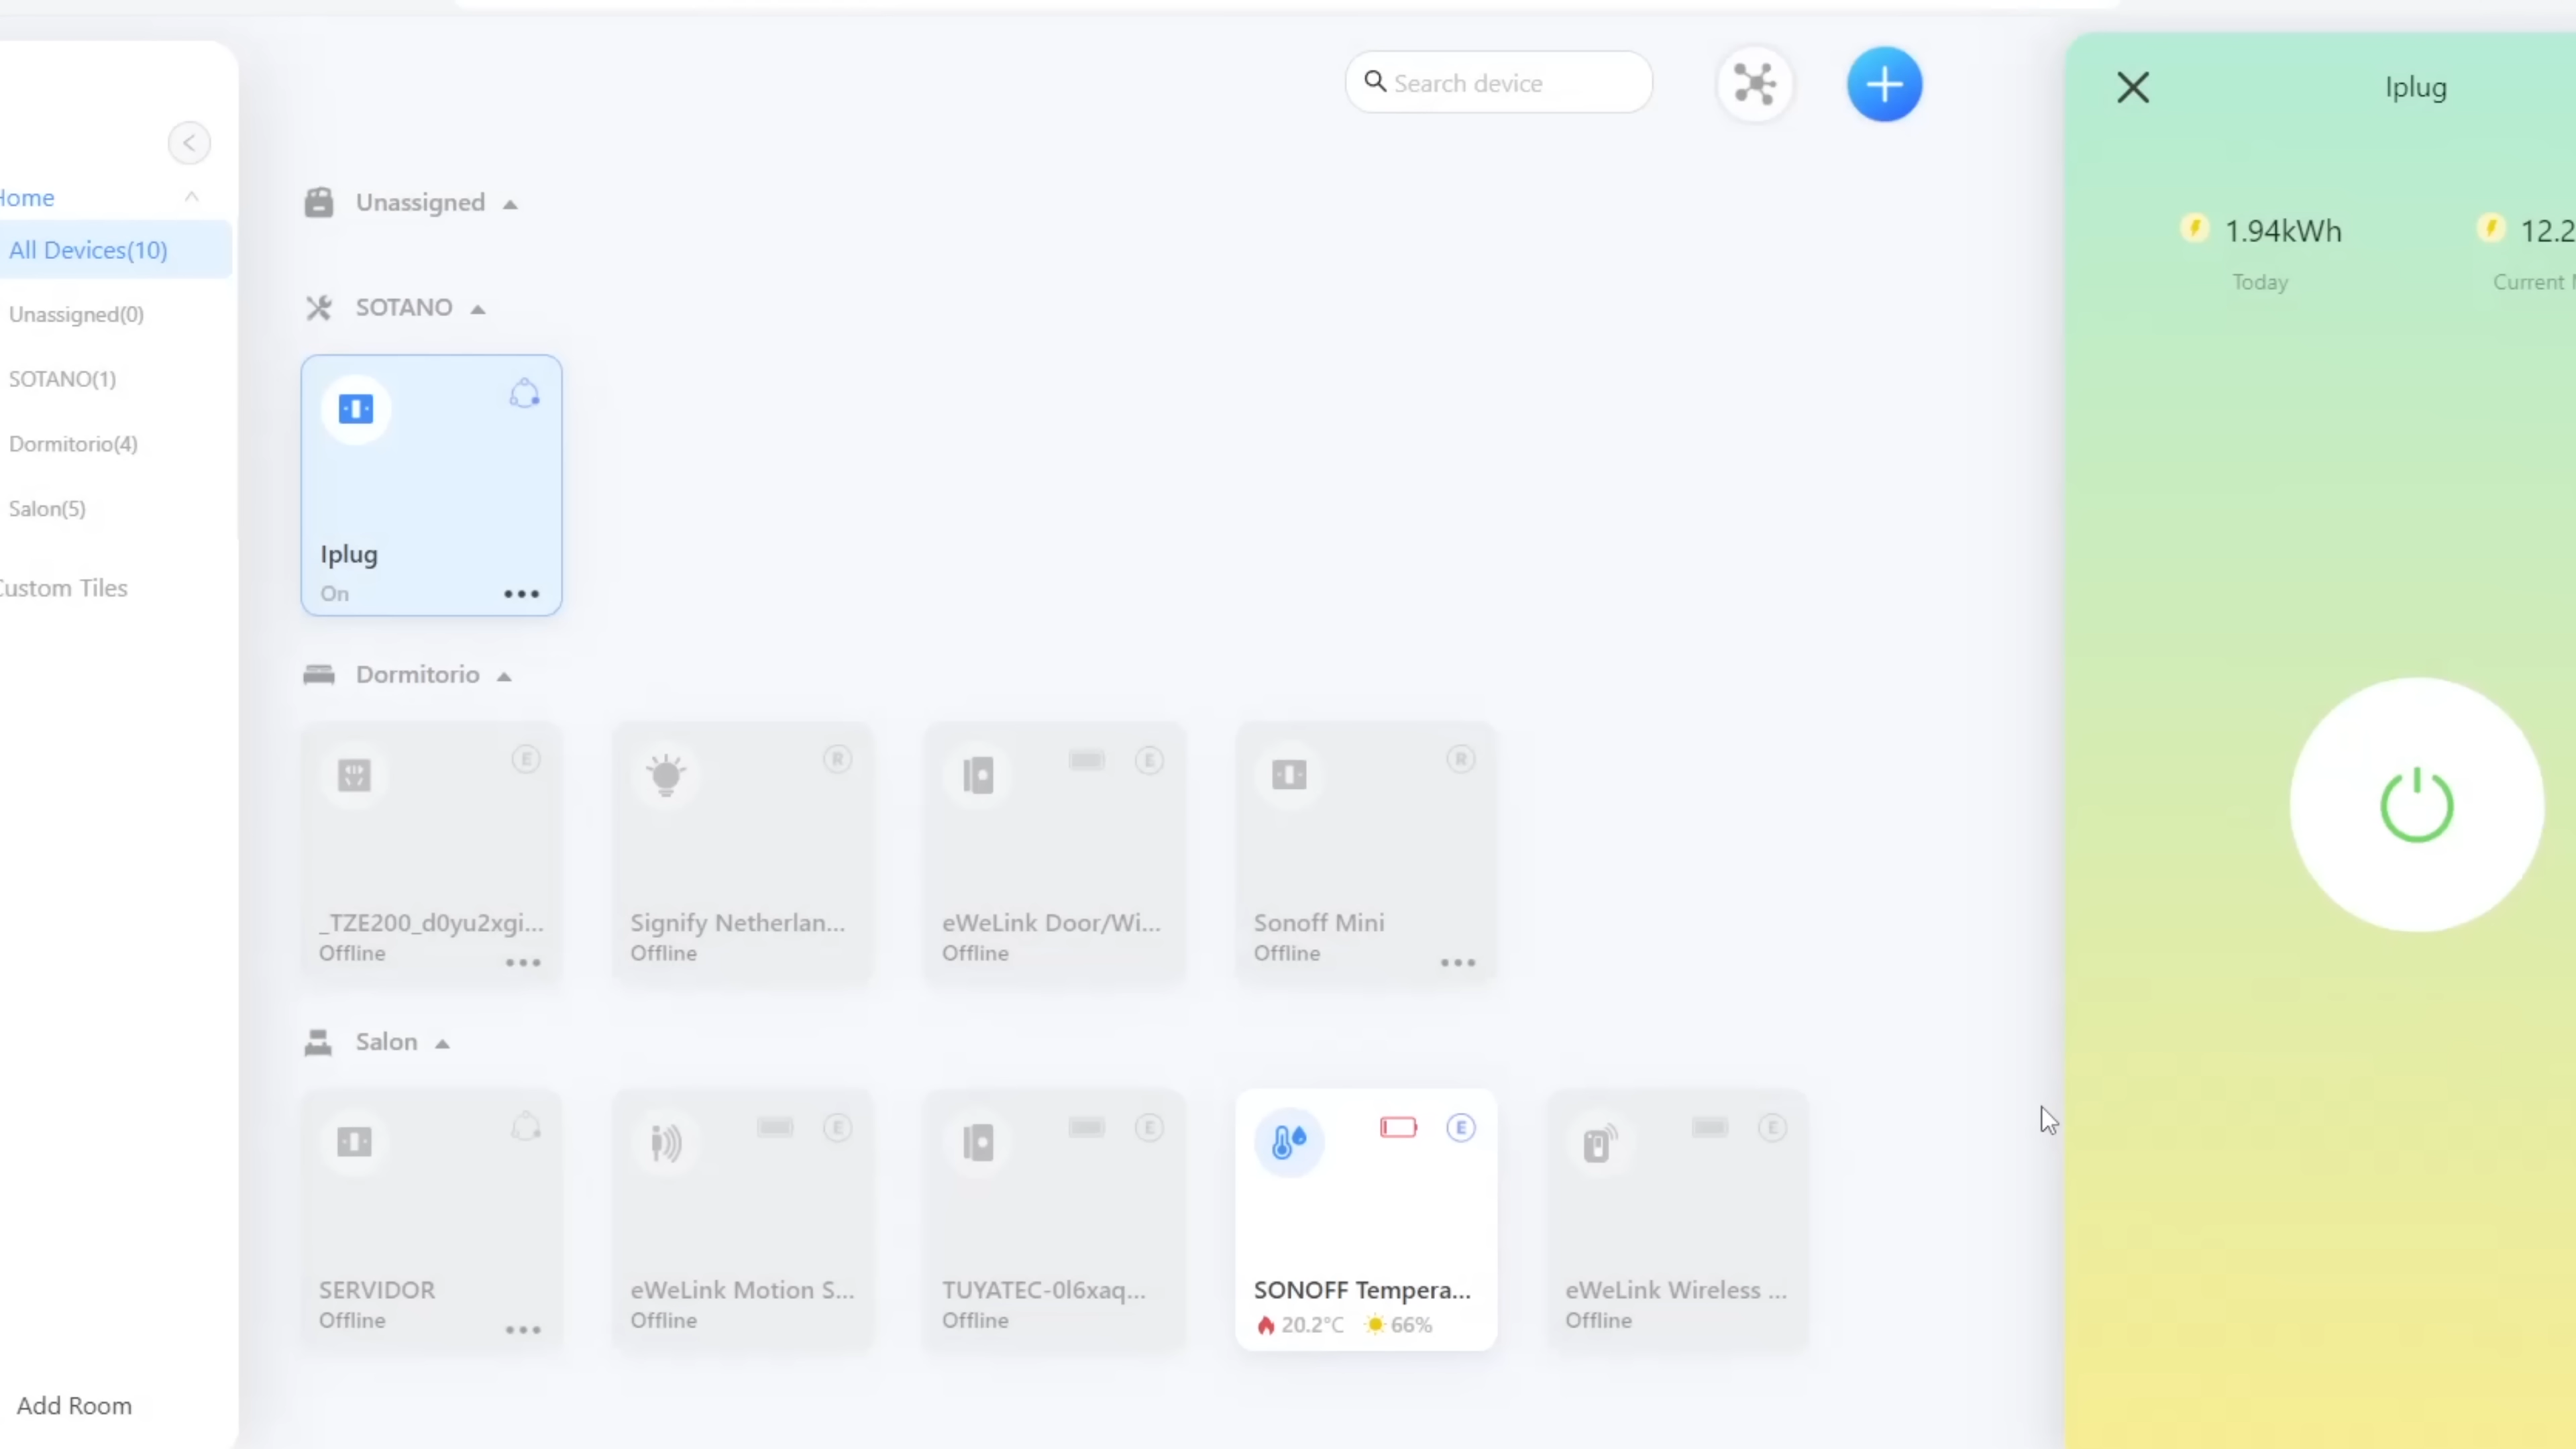 Search device
Iplug
Home
All Devices(10)
Unassigned(0)
SOTANO(1)
Dormitorio(4)
Salon(5)
Custom Tiles
Add Room
Unassigned
SOTANO
Iplug
On
Dormitorio
E
_TZE200_d0yu2xgi...
Offline
R
Signify Netherlan...
Offline
E
eWeLink Door/Wi...
Offline
R
Sonoff Mini
Offline
Salon
SERVIDOR
Offline
E
eWeLink Motion S...
Offline
E
TUYATEC-0l6xaq...
Offline
E
SONOFF Tempera...
20.2°C 66%
E
eWeLink Wireless ...
Offline
1.94kWh
Today
12.2
Current